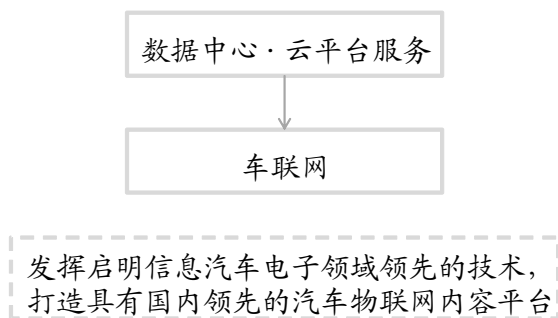 数据中心·云平台服务
车联网
发挥启明信息汽车电子领域领先的技术，
打造具有国内领先的汽车物联网内容平台